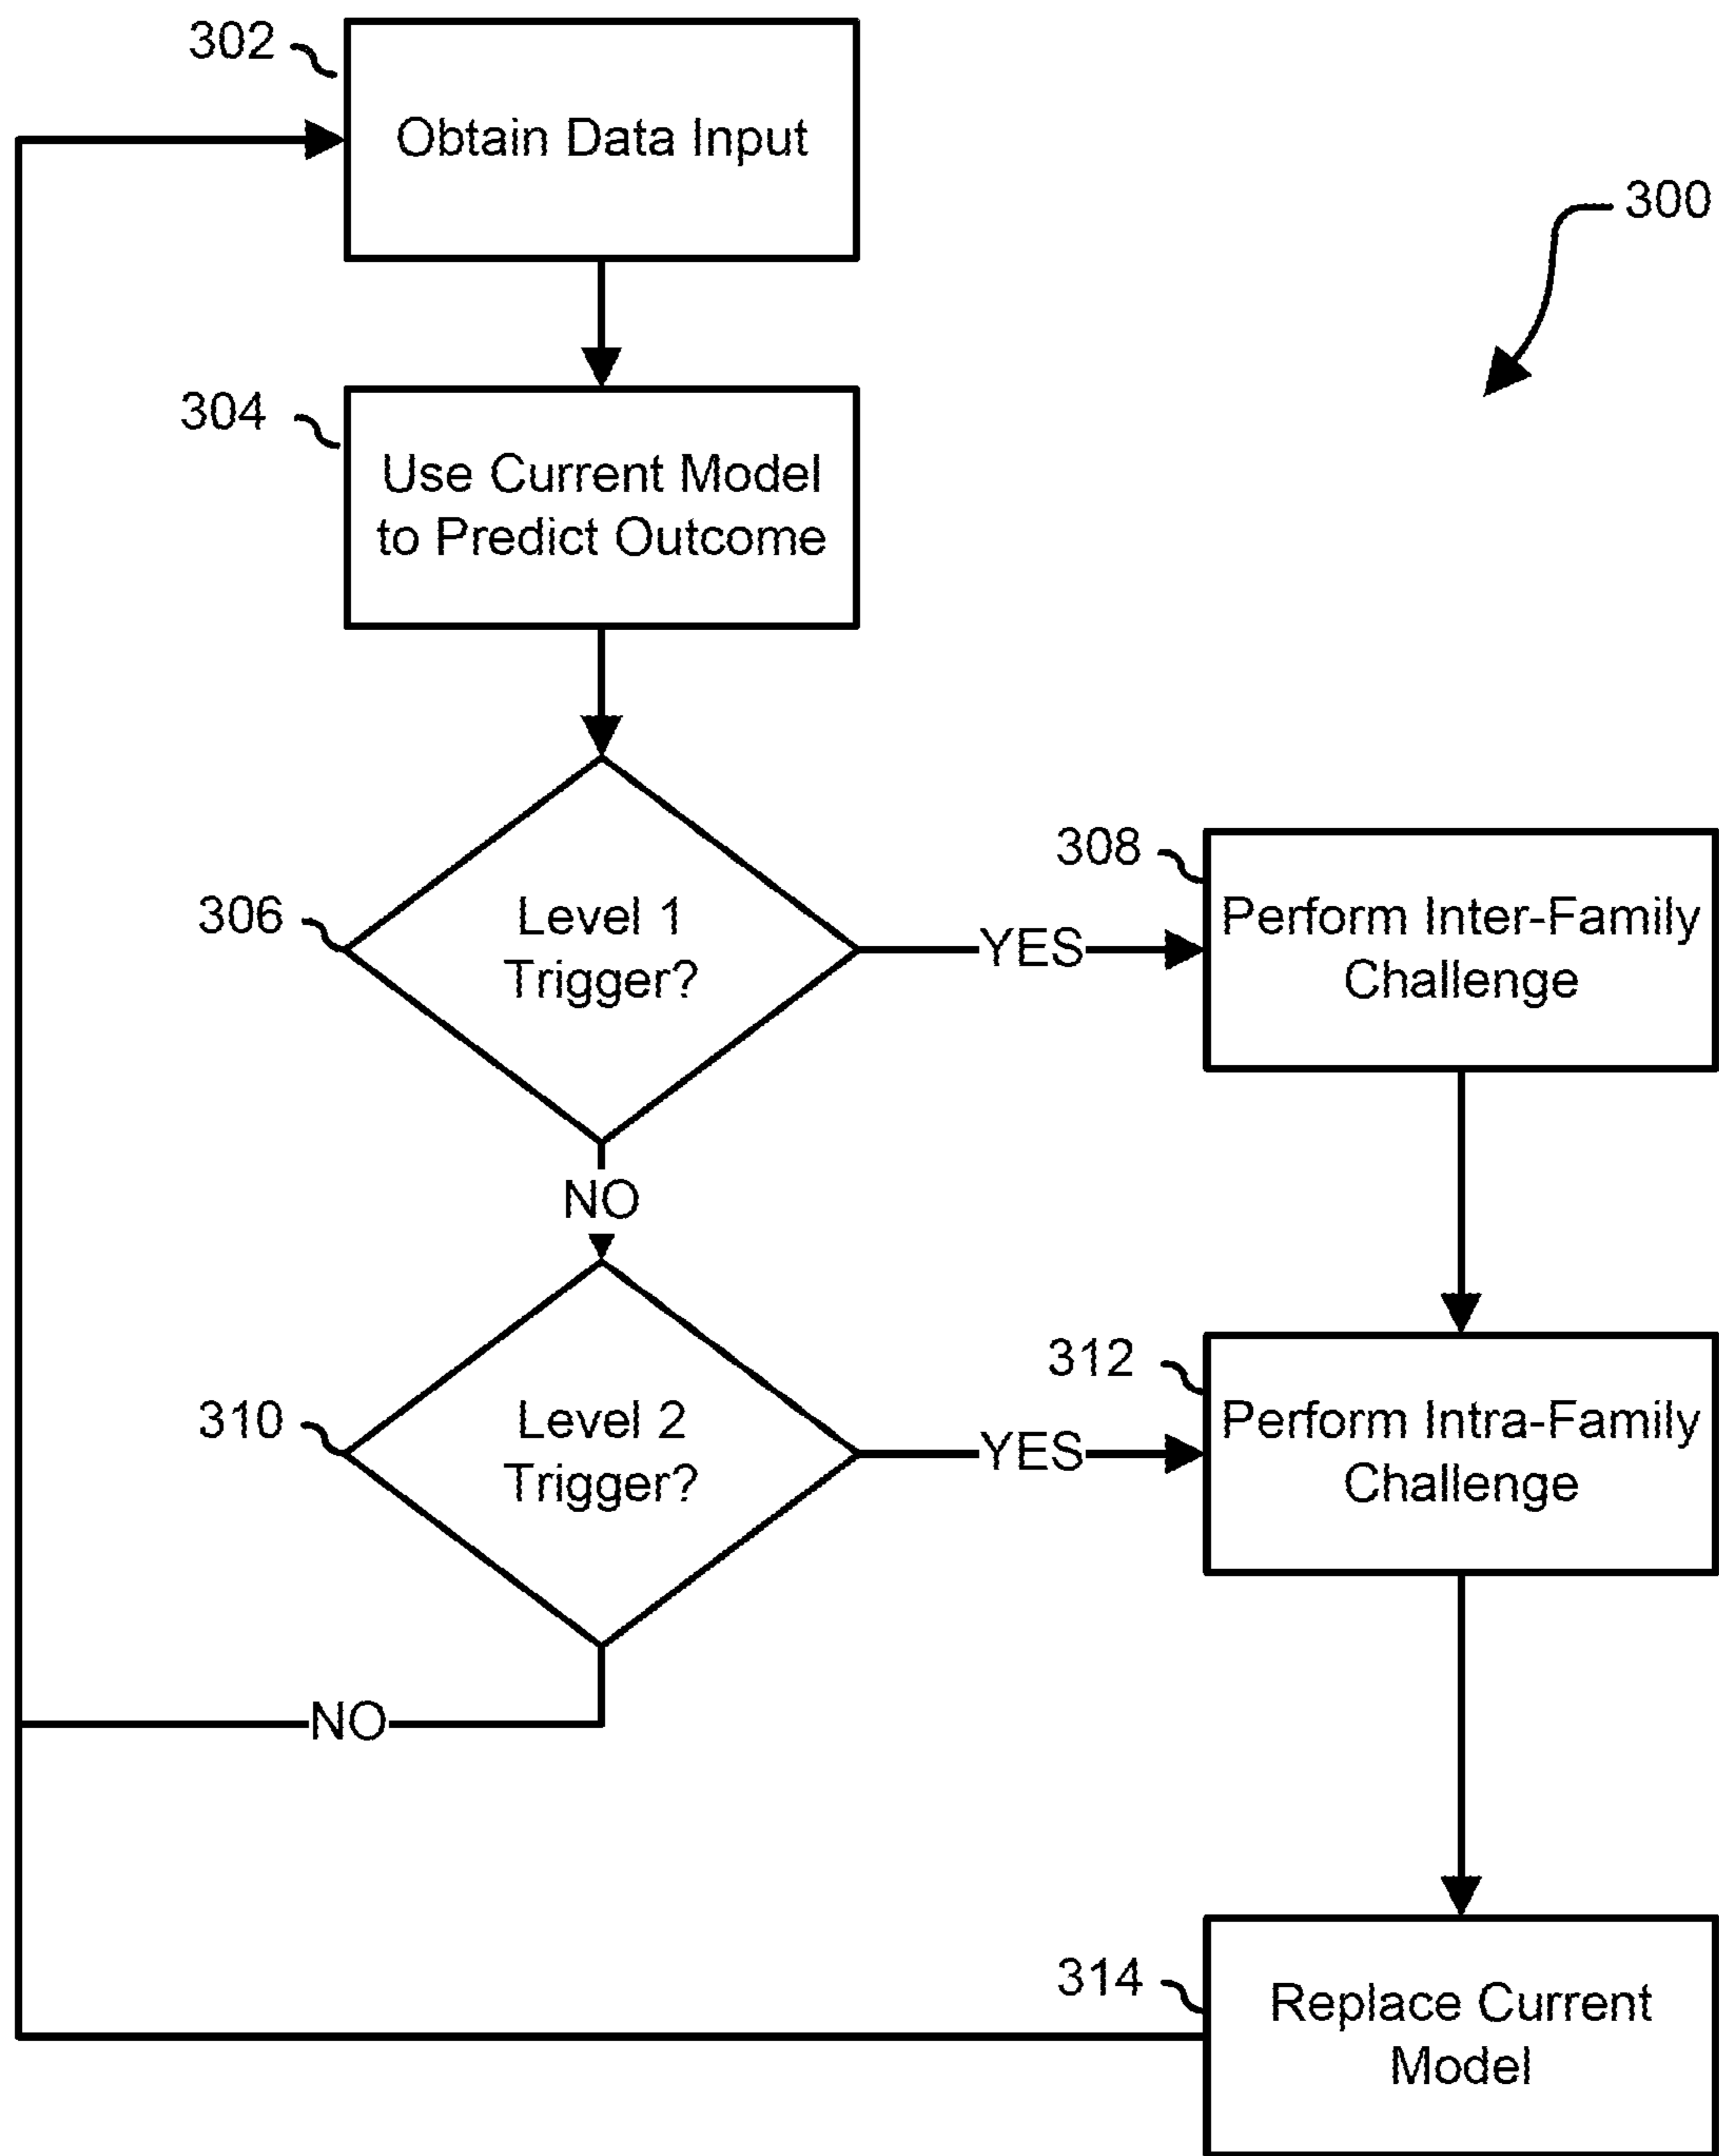 302
Obtain Data Input
300
304
Use Current Model
to Predict Outcome
306
Level 1
Trigger?
YES
308
Perform Inter-Family
Challenge
NO
310
Level 2
Trigger?
YES
312
Perform Intra-Family
Challenge
NO
314
Replace Current
Model